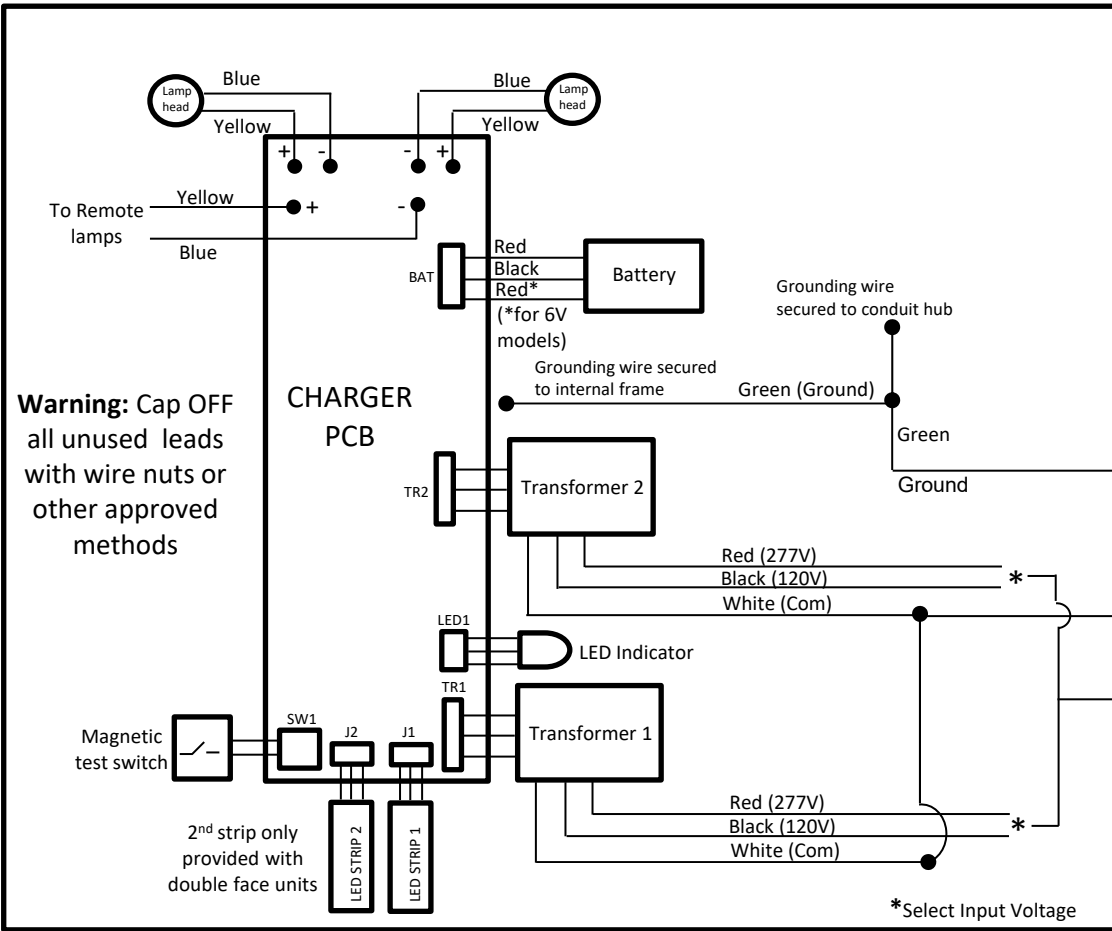 Blue
Blue
Lamp
head
Lamp
head
Yellow
Yellow
+
-
-
+
To Remote
lamps
Yellow
+
-
Blue
BAT
Red
Black
Red*
(*for 6V
models)
Battery
Grounding wire
secured to conduit hub
Grounding wire secured
to internal frame
Green (Ground)
Green
Ground
Warning: Cap OFF
all unused leads
with wire nuts or
other approved
methods
CHARGER
PCB
TR2
Transformer 2
Red (277V)
Black (120V)
*
White (Com)
LED1
LED Indicator
TR1
Transformer 1
Magnetic
test switch
SW1
J2
J1
Red (277V)
Black (120V)
*
White (Com)
2nd strip only
provided with
double face units
LED STRIP 2
LED STRIP 1
*Select Input Voltage